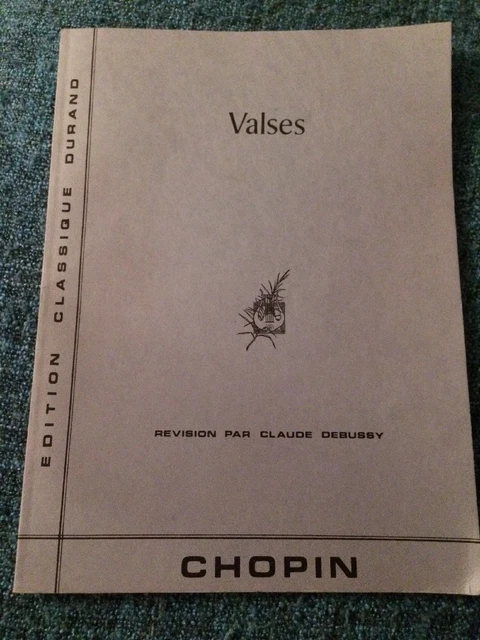 Valses
REVISION PAR CLAUDE DEBUSSY
CHOPIN
EDITION CLASSIQUE DURAND